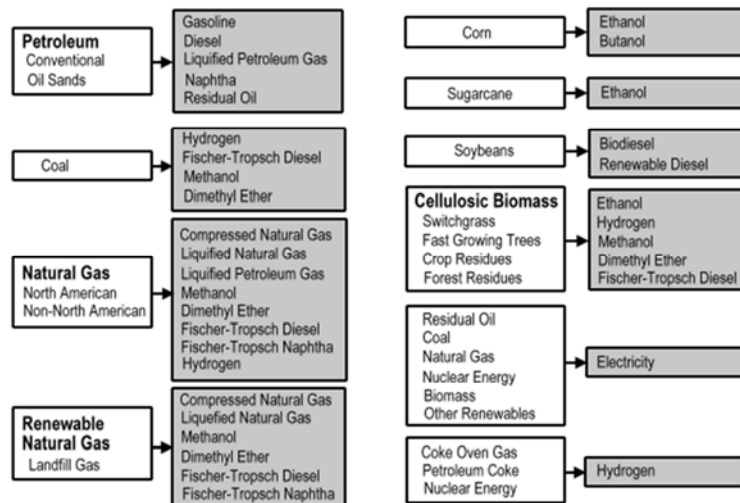 Petroleum
Conventional
Oil Sands
Gasoline
Diesel
Liquified Petroleum Gas
Naphtha
Residual Oil
Coal
Hydrogen
Fischer-Tropsch Diesel
Methanol
Dimethyl Ether
Natural Gas
North American
Non-North American
Compressed Natural Gas
Liquified Natural Gas
Liquified Petroleum Gas
Methanol
Dimethyl Ether
Fischer-Tropsch Diesel
Fischer-Tropsch Naphtha
Hydrogen
Renewable
Natural Gas
Landfill Gas
Compressed Natural Gas
Liquefied Natural Gas
Methanol
Dimethyl Ether
Fischer-Tropsch Diesel
Fischer-Tropsch Naphtha
Corn
Ethanol
Butanol
Sugarcane
Ethanol
Soybeans
Biodiesel
Renewable Diesel
Cellulosic Biomass
Switchgrass
Fast Growing Trees
Crop Residues
Forest Residues
Ethanol
Hydrogen
Methanol
Dimethyl Ether
Fischer-Tropsch Diesel
Residual Oil
Coal
Natural Gas
Nuclear Energy
Biomass
Other Renewables
Electricity
Coke Oven Gas
Petroleum Coke
Nuclear Energy
Hydrogen